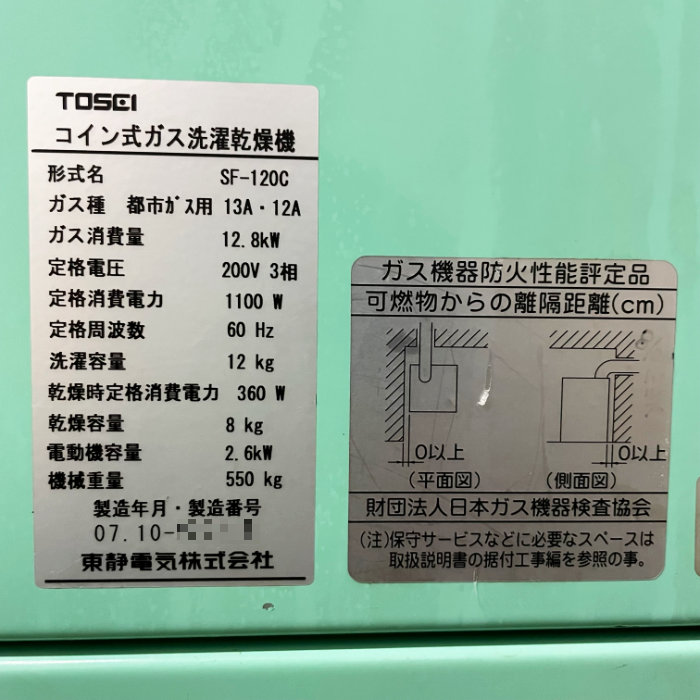 TOSEI
コイン式ガス洗濯乾燥機
形式名 SF-120C
ガス種 都市ガス用 13A・12A
ガス消費量 12.8kW
定格電圧 200V 3相
定格消費電力 1100 W
定格周波数 60 Hz
洗濯容量 12 kg
乾燥時定格消費電力 360 W
乾燥容量 8 kg
電動機容量 2.6kW
機械重量 550 kg
製造年月・製造番号
07.10-
東静電気株式会社
ガス機器防火性能評定品
可燃物からの離隔距離(cm)
0以上 0以上
(平面図) (側面図)
財団法人日本ガス機器検査協会
(注)保守サービスなどに必要なスペースは
取扱説明書の据付工事編を参照の事。